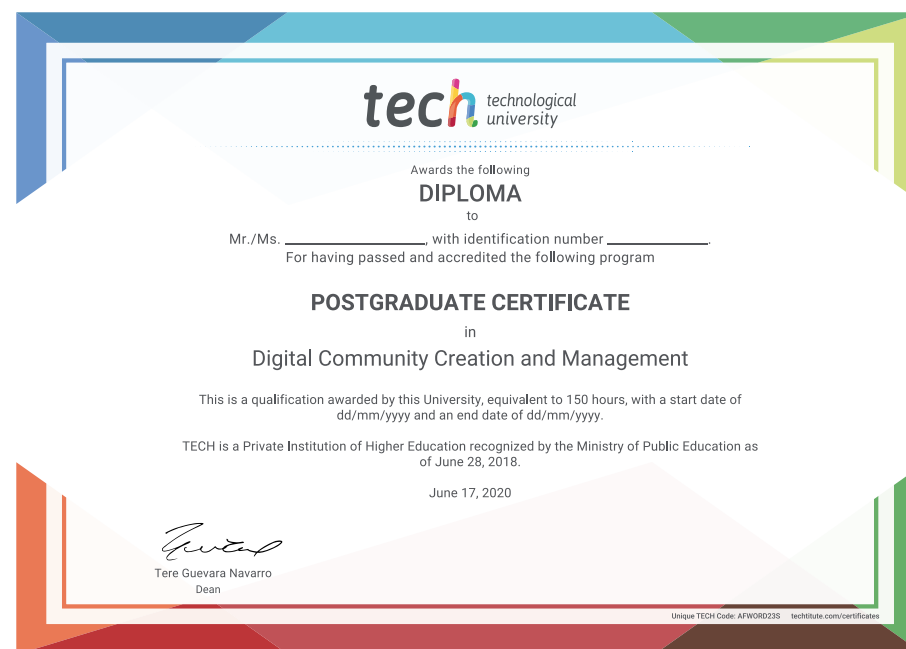 tech technological
university
Awards the following
DIPLOMA
to
Mr./Ms. ____________________, with identification number ______________.
For having passed and accredited the following program
POSTGRADUATE CERTIFICATE
in
Digital Community Creation and Management
This is a qualification awarded by this University, equivalent to 150 hours, with a start date of
dd/mm/yyyy and an end date of dd/mm/yyyy.
TECH is a Private Institution of Higher Education recognized by the Ministry of Public Education as
of June 28, 2018.
June 17, 2020
Tere Guevara Navarro
Dean
Unique TECH Code: AFWORD23S techtitute.com/certificates